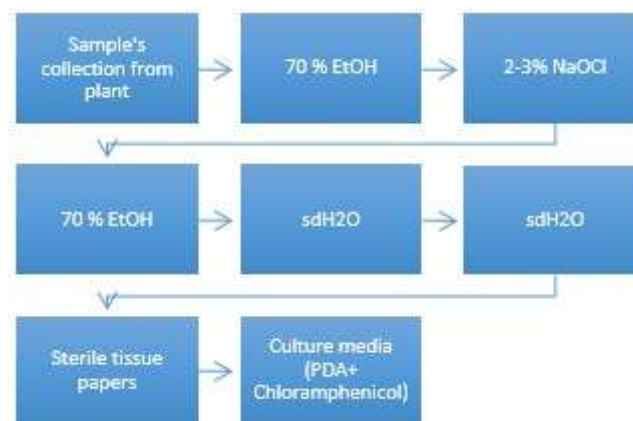 Sample's
collection from
plant
70 % EtOH
2-3% NaOCl
70 % EtOH
sdH2O
sdH2O
Sterile tissue
papers
Culture media
(PDA+
Chloramphenicol)